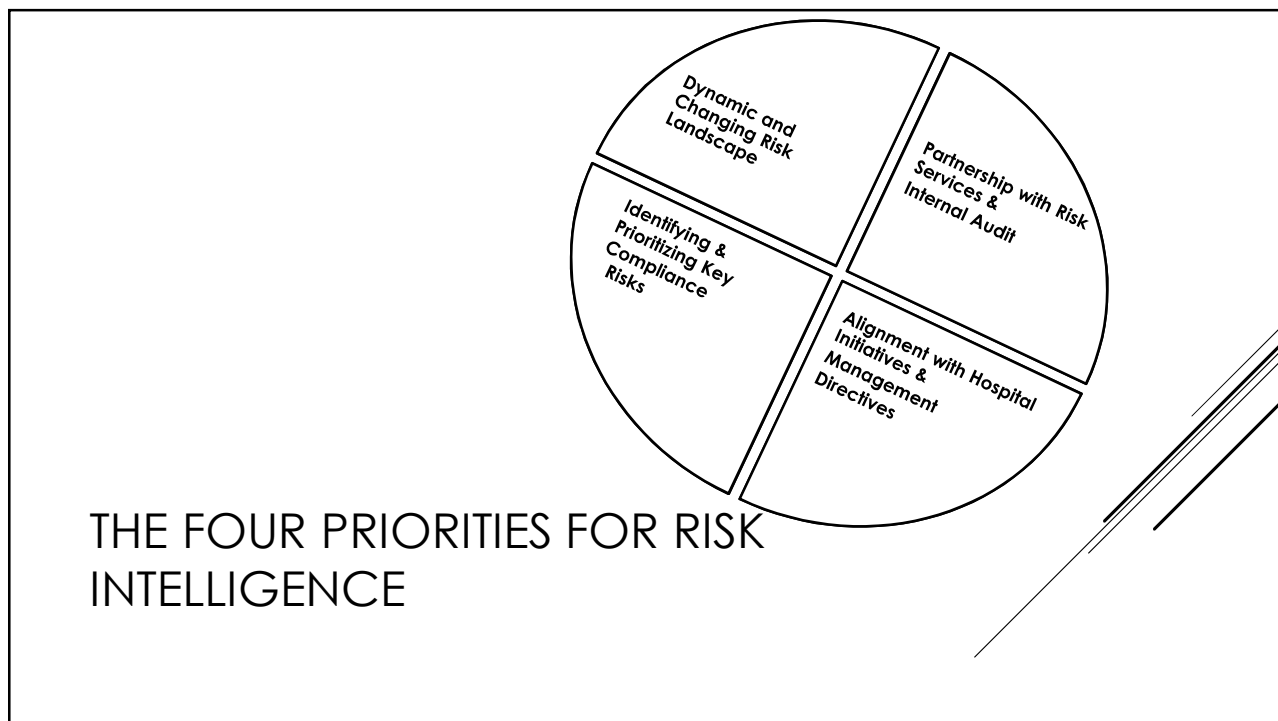 Dynamic and
Changing Risk
Landscape
Partnership with Risk
Services &
Internal Audit
Identifying &
Prioritizing Key
Compliance
Risks
Alignment with Hospital
Initiatives &
Management
Directives
THE FOUR PRIORITIES FOR RISK
INTELLIGENCE